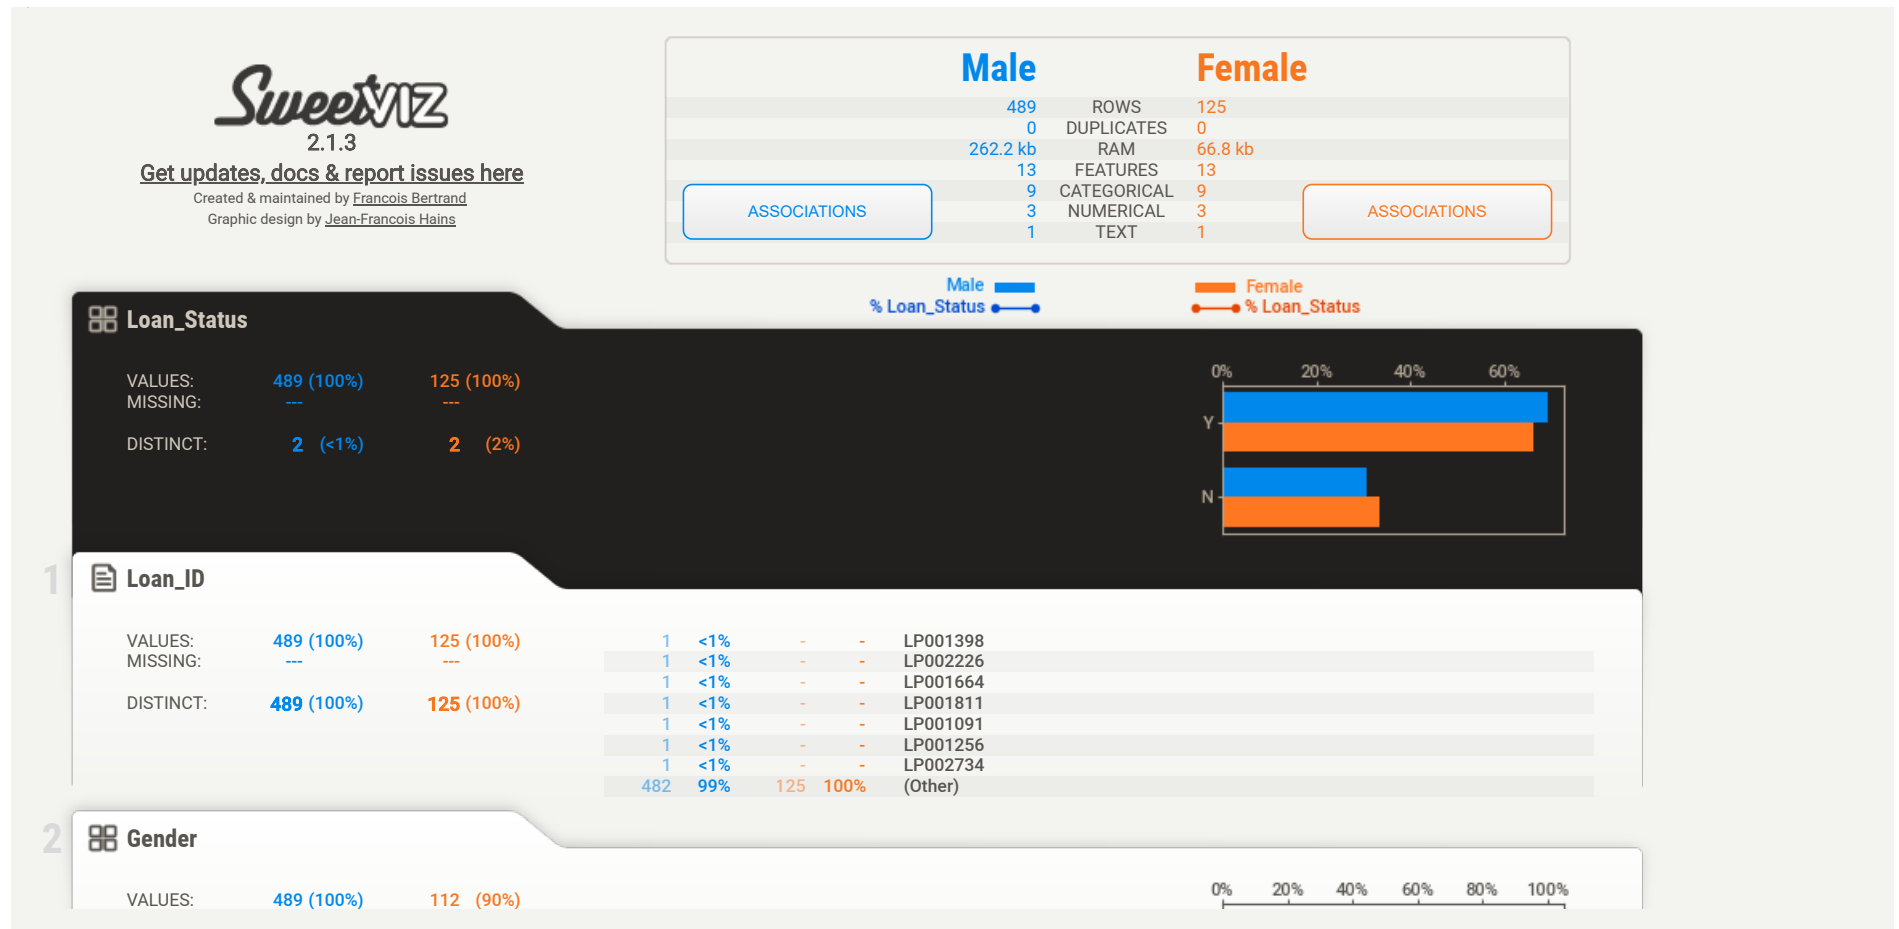 SweetVIZ
2.1.3
Get updates, docs & report issues here
Created & maintained by Francois Bertrand
Graphic design by Jean-Francois Hains
Male Female
489 ROWS 125
0 DUPLICATES 0
262.2 kb RAM 66.8 kb
13 FEATURES 13
9 CATEGORICAL 9
ASSOCIATIONS 3 NUMERICAL 3 ASSOCIATIONS
1 TEXT 1
Male Female
% Loan_Status % Loan_Status
Loan_Status
VALUES: 489 (100%) 125 (100%)
MISSING: --- ---
DISTINCT: 2 (<1%) 2 (2%)
0% 20% 40% 60%
Y
N
1 Loan_ID
VALUES: 489 (100%) 125 (100%)
MISSING: --- ---
DISTINCT: 489 (100%) 125 (100%)
1 <1% - - LP001398
1 <1% - - LP002226
1 <1% - - LP001664
1 <1% - - LP001811
1 <1% - - LP001091
1 <1% - - LP001256
1 <1% - - LP002734
482 99% 125 100% (Other)
2 Gender
VALUES: 489 (100%) 112 (90%)
0% 20% 40% 60% 80% 100%